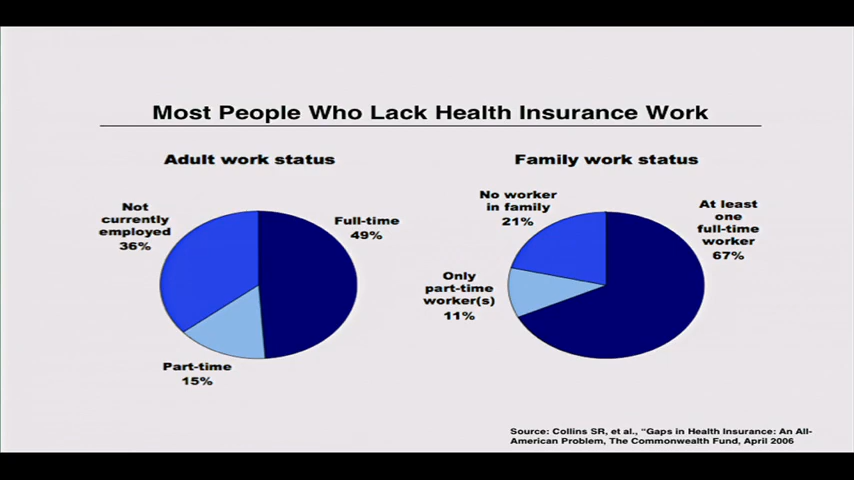 Most People Who Lack Health Insurance Work
Adult work status
Not
currently
employed
36%
Full-time
49%
Part-time
15%
Family work status
No worker
in family
21%
At least
one
full-time
worker
67%
Only
part-time
worker(s)
11%
Source: Collins SR, et al., "Gaps in Health Insurance: An All-
American Problem, The Commonwealth Fund, April 2006